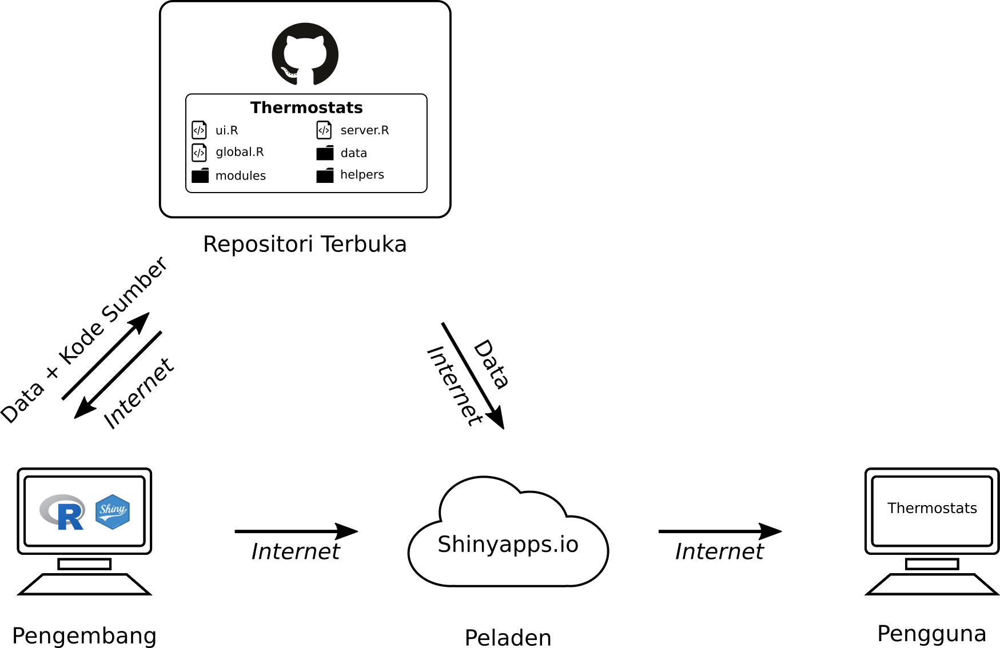 Thermostats
ui.R
server.R
global.R
data
modules
helpers
Repositori Terbuka
Data + Kode Sumber
Internet
Data
Internet
R
Shiny
Internet
Shinyapps.io
Internet
Thermostats
Pengembang
Peladen
Pengguna